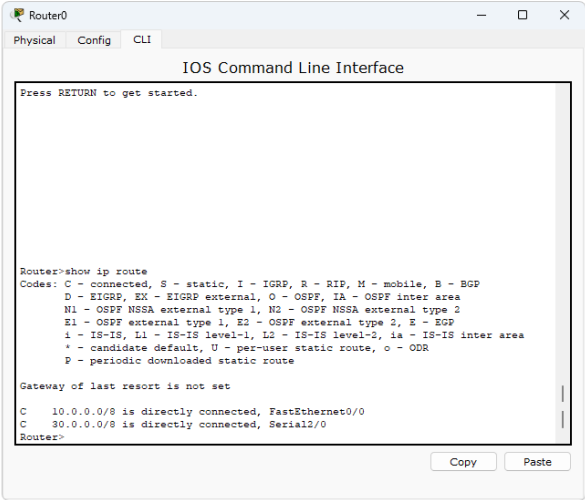 Router0
Physical Config CLI
IOS Command Line Interface
Press RETURN to get started.
Router>show ip route
Codes: C - connected, S - static, I - IGRP, R - RIP, M - mobile, B - BGP
D - EIGRP, EX - EIGRP external, O - OSPF, IA - OSPF inter area
N1 - OSPF NSSA external type 1, N2 - OSPF NSSA external type 2
E1 - OSPF external type 1, E2 - OSPF external type 2, E - EGP
i - IS-IS, L1 - IS-IS level-1, L2 - IS-IS level-2, ia - IS-IS inter area
* - candidate default, U - per-user static route, o - ODR
P - periodic downloaded static route
Gateway of last resort is not set
C    10.0.0.0/8 is directly connected, FastEthernet0/0
C    30.0.0.0/8 is directly connected, Serial2/0
Router>
Copy Paste